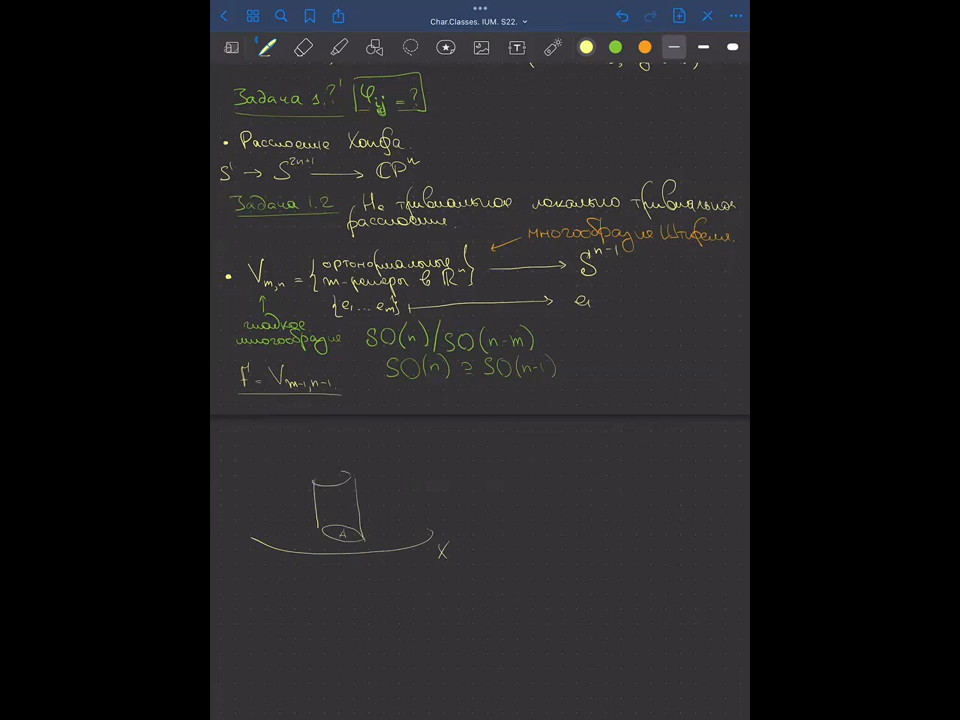 Char.Classes. IUM. S22.
Задача 1.?' φij = ?
• Расслоение Хопфа.
S¹ → S²ⁿ⁺¹ → ℂPⁿ
Задача 1.2 Не тривиальное локально тривиальное
расслоение.
многообразие Штифеля.
• Vm,n = {ортонормальные m-реперы в ℝⁿ} → Sⁿ⁻¹
{e₁ ... em} ↦ e₁
гладкое
многообразие
SO(n)/SO(n-m)
SO(n) ⊇ SO(n-1)
F = Vm-1,n-1.
A
X